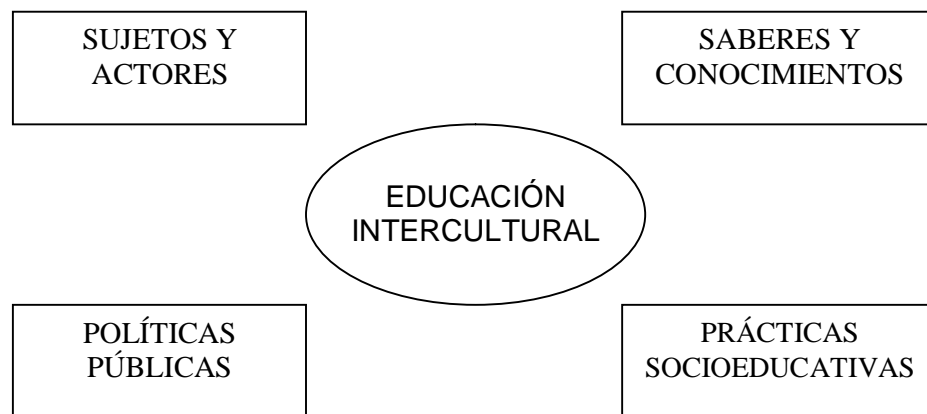 SUJETOS Y
ACTORES
SABERES Y
CONOCIMIENTOS
EDUCACIÓN
INTERCULTURAL
POLÍTICAS
PÚBLICAS
PRÁCTICAS
SOCIOEDUCATIVAS